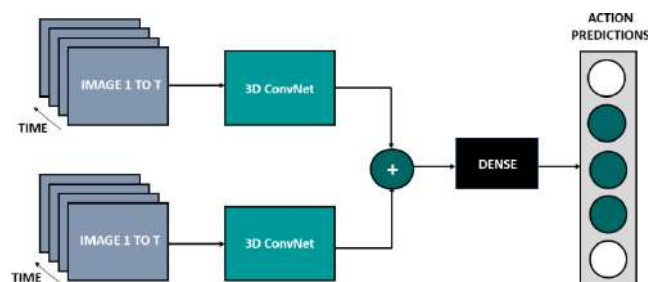 ACTION
PREDICTIONS
IMAGE 1 TO T
3D ConvNet
TIME
+
DENSE
IMAGE 1 TO T
3D ConvNet
TIME